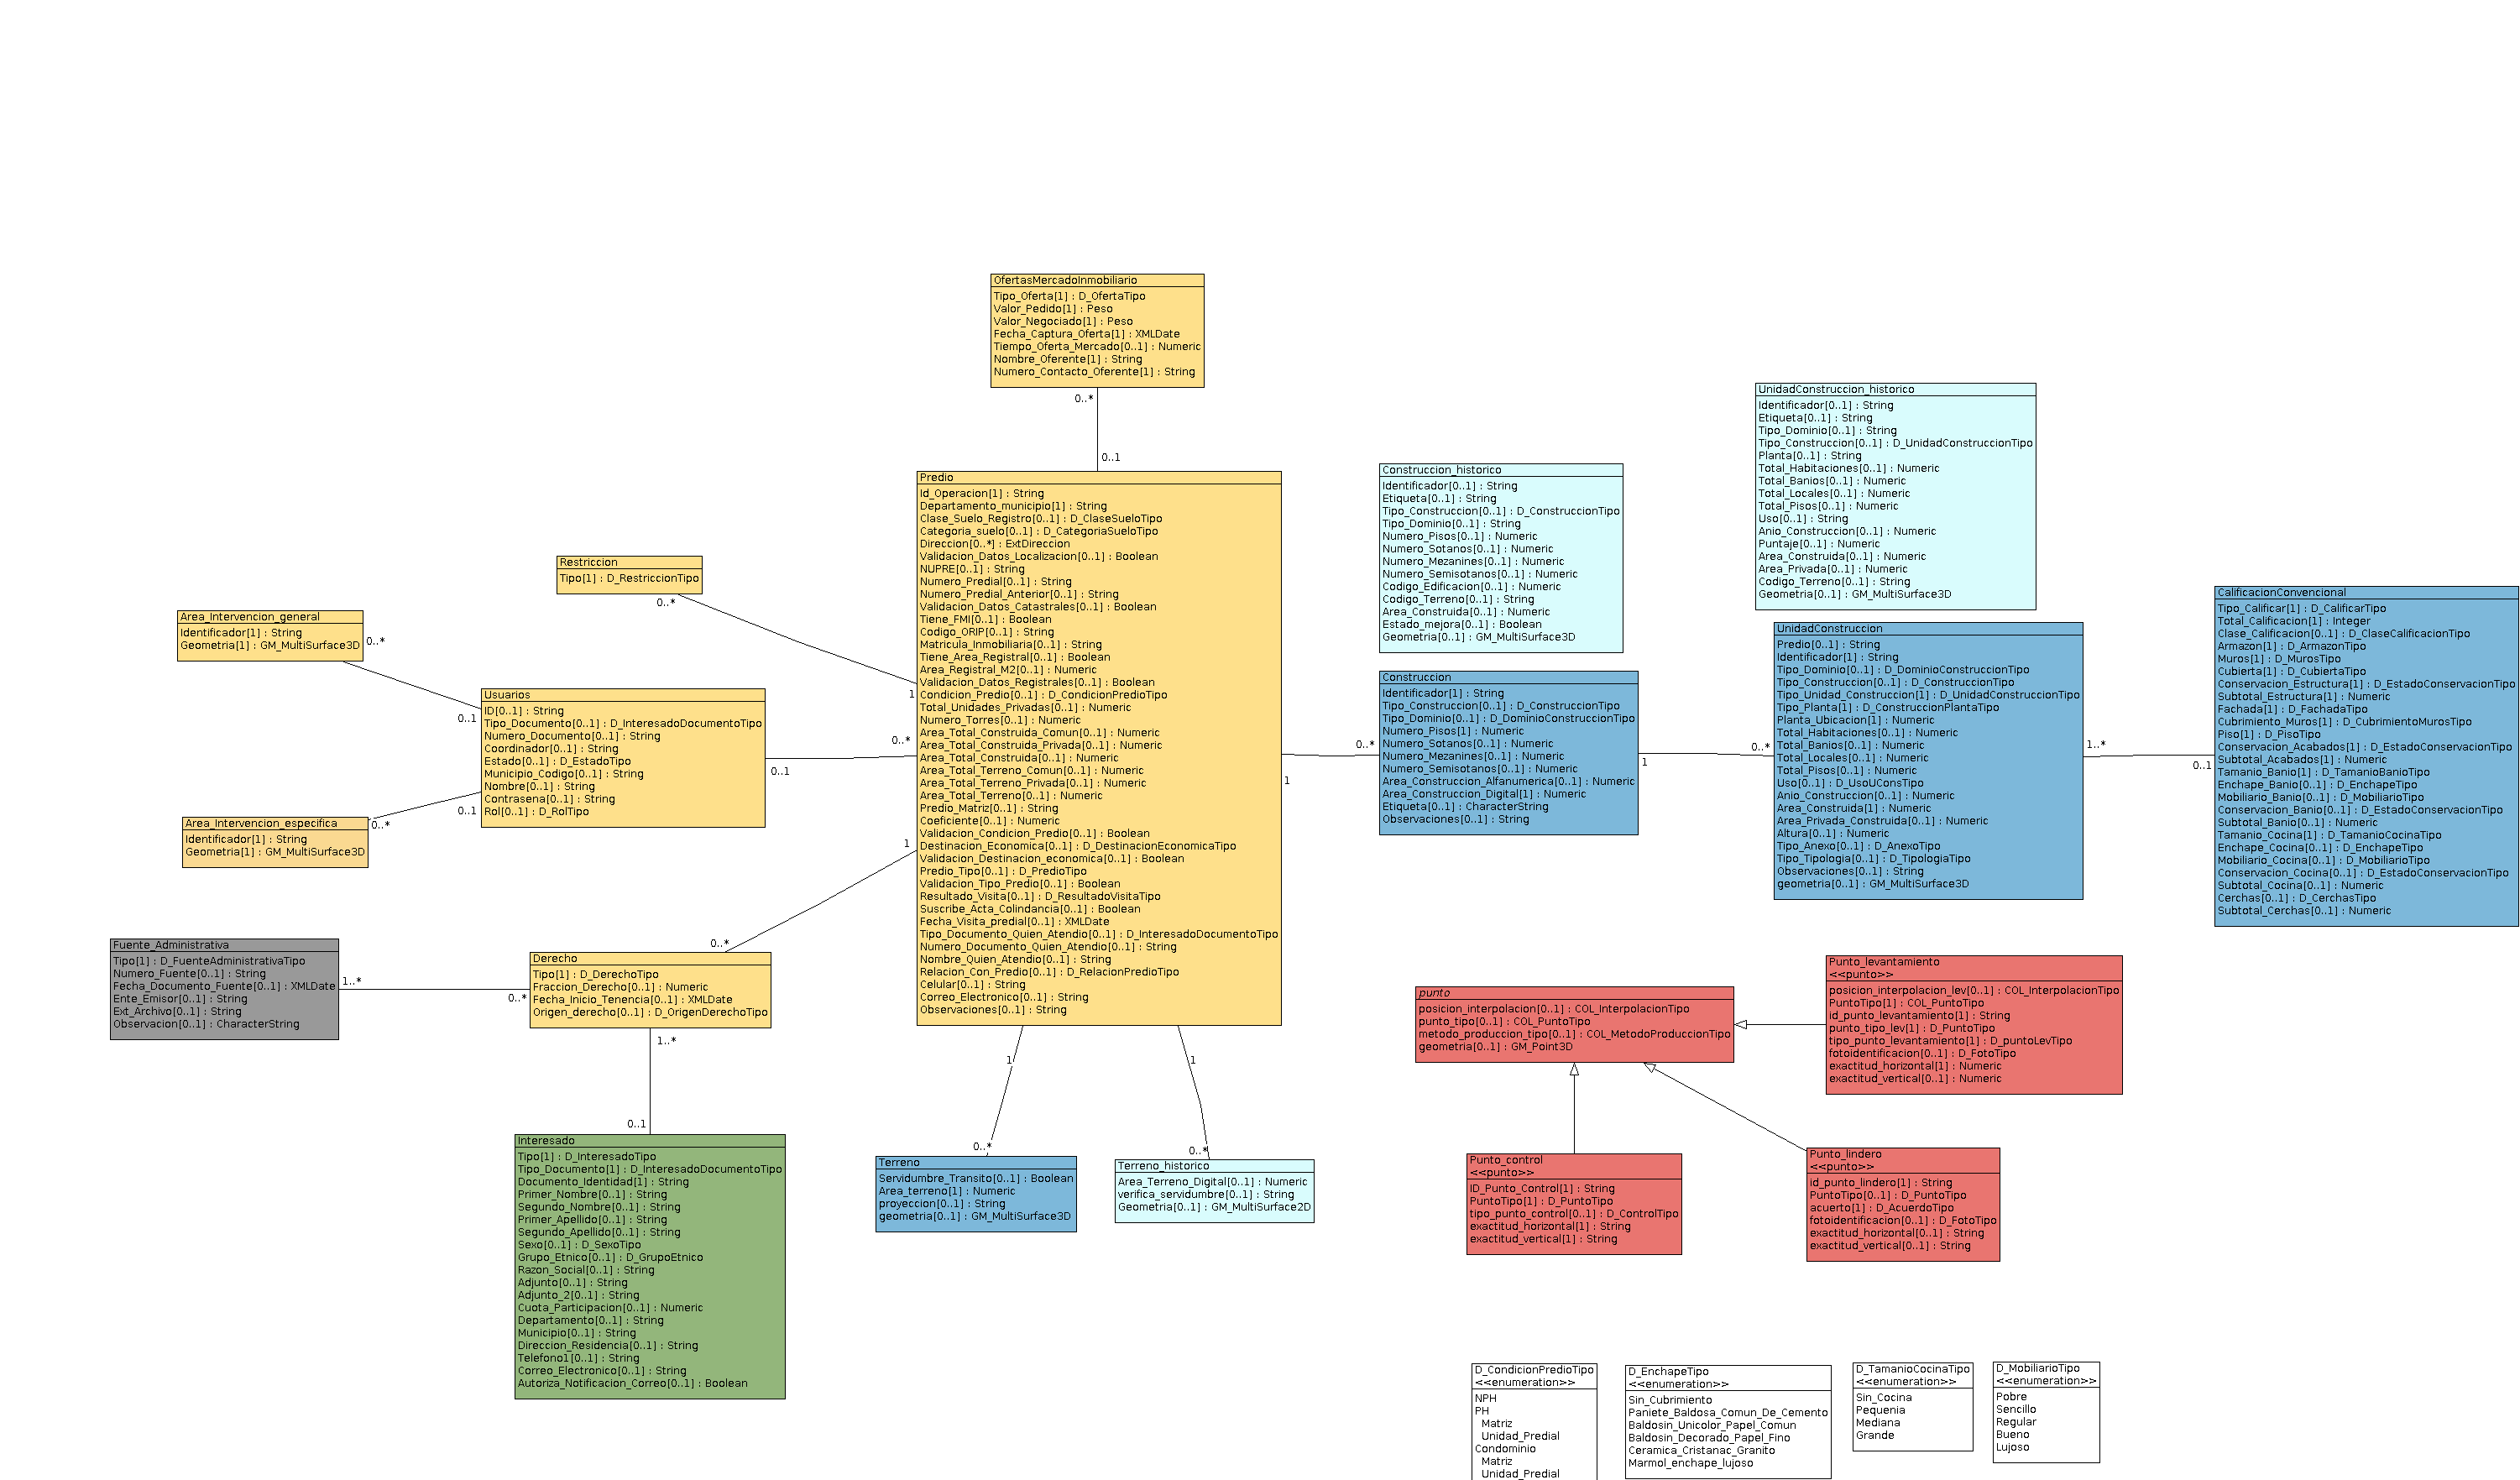 OfertasMercadoInmobiliario
Tipo_Oferta[1] : D_OfertaTipo
Valor_Pedido[1] : Peso
Valor_Negociado[1] : Peso
Fecha_Captura_Oferta[1] : XMLDate
Tiempo_Oferta_Mercado[0..1] : Numeric
Nombre_Oferente[1] : String
Numero_Contacto_Oferente[1] : String
0..*
0..1
Predio
Id_Operacion[1] : String
Departamento_municipio[1] : String
Clase_Suelo_Registro[0..1] : D_ClaseSueloTipo
Categoria_suelo[0..1] : D_CategoriaSueloTipo
Direccion[0..*] : ExtDireccion
Validacion_Datos_Localizacion[0..1] : Boolean
NUPRE[0..1] : String
Numero_Predial[0..1] : String
Numero_Predial_Anterior[0..1] : String
Validacion_Datos_Catastrales[0..1] : Boolean
Tiene_FMI[0..1] : Boolean
Codigo_ORIP[0..1] : String
Matricula_Inmobiliaria[0..1] : String
Tiene_Area_Registral[0..1] : Boolean
Area_Registral_M2[0..1] : Numeric
Validacion_Datos_Registrales[0..1] : Boolean
Condicion_Predio[0..1] : D_CondicionPredioTipo
Total_Unidades_Privadas[0..1] : Numeric
Numero_Torres[0..1] : Numeric
Area_Total_Construida_Comun[0..1] : Numeric
Area_Total_Construida_Privada[0..1] : Numeric
Area_Total_Construida[0..1] : Numeric
Area_Total_Terreno_Comun[0..1] : Numeric
Area_Total_Terreno_Privada[0..1] : Numeric
Area_Total_Terreno[0..1] : Numeric
Predio_Matriz[0..1] : String
Coeficiente[0..1] : Numeric
Validacion_Condicion_Predio[0..1] : Boolean
Destinacion_Economica[0..1] : D_DestinacionEconomicaTipo
Validacion_Destinacion_economica[0..1] : Boolean
Predio_Tipo[0..1] : D_PredioTipo
Validacion_Tipo_Predio[0..1] : Boolean
Resultado_Visita[0..1] : D_ResultadoVisitaTipo
Suscribe_Acta_Colindancia[0..1] : Boolean
Fecha_Visita_predial[0..1] : XMLDate
Tipo_Documento_Quien_Atendio[0..1] : D_InteresadoDocumentoTipo
Numero_Documento_Quien_Atendio[0..1] : String
Nombre_Quien_Atendio[0..1] : String
Relacion_Con_Predio[0..1] : D_RelacionPredioTipo
Celular[0..1] : String
Correo_Electronico[0..1] : String
Observaciones[0..1] : String
Restriccion
Tipo[1] : D_RestriccionTipo
0..*
1
Area_Intervencion_general
Identificador[1] : String
Geometria[1] : GM_MultiSurface3D
0..*
0..1
Usuarios
ID[0..1] : String
Tipo_Documento[0..1] : D_InteresadoDocumentoTipo
Numero_Documento[0..1] : String
Coordinador[0..1] : String
Estado[0..1] : D_EstadoTipo
Municipio_Codigo[0..1] : String
Nombre[0..1] : String
Contrasena[0..1] : String
Rol[0..1] : D_RolTipo
0..1
0..*
0..1
0..*
Area_Intervencion_especifica
Identificador[1] : String
Geometria[1] : GM_MultiSurface3D
1
0..*
Fuente_Administrativa
Tipo[1] : D_FuenteAdministrativaTipo
Numero_Fuente[0..1] : String
Fecha_Documento_Fuente[0..1] : XMLDate
Ente_Emisor[0..1] : String
Ext_Archivo[0..1] : String
Observacion[0..1] : CharacterString
1..*
0..*
Derecho
Tipo[1] : D_DerechoTipo
Fraccion_Derecho[0..1] : Numeric
Fecha_Inicio_Tenencia[0..1] : XMLDate
Origen_derecho[0..1] : D_OrigenDerechoTipo
1..*
0..1
Interesado
Tipo[1] : D_InteresadoTipo
Tipo_Documento[1] : D_InteresadoDocumentoTipo
Documento_Identidad[1] : String
Primer_Nombre[0..1] : String
Segundo_Nombre[0..1] : String
Primer_Apellido[0..1] : String
Segundo_Apellido[0..1] : String
Sexo[0..1] : D_SexoTipo
Grupo_Etnico[0..1] : D_GrupoEtnico
Razon_Social[0..1] : String
Adjunto[0..1] : String
Adjunto_2[0..1] : String
Cuota_Participacion[0..1] : Numeric
Departamento[0..1] : String
Municipio[0..1] : String
Direccion_Residencia[0..1] : String
Telefono1[0..1] : String
Correo_Electronico[0..1] : String
Autoriza_Notificacion_Correo[0..1] : Boolean
1
0..*
Terreno
Servidumbre_Transito[0..1] : Boolean
Area_terreno[1] : Numeric
proyeccion[0..1] : String
geometria[0..1] : GM_MultiSurface3D
1
0..*
Terreno_historico
Area_Terreno_Digital[0..1] : Numeric
verifica_servidumbre[0..1] : String
Geometria[0..1] : GM_MultiSurface2D
Construccion_historico
Identificador[0..1] : String
Etiqueta[0..1] : String
Tipo_Construccion[0..1] : D_ConstruccionTipo
Tipo_Dominio[0..1] : String
Numero_Pisos[0..1] : Numeric
Numero_Sotanos[0..1] : Numeric
Numero_Mezanines[0..1] : Numeric
Numero_Semisotanos[0..1] : Numeric
Codigo_Edificacion[0..1] : Numeric
Codigo_Terreno[0..1] : String
Area_Construida[0..1] : Numeric
Estado_mejora[0..1] : Boolean
Geometria[0..1] : GM_MultiSurface3D
1
0..*
Construccion
Identificador[1] : String
Tipo_Construccion[0..1] : D_ConstruccionTipo
Tipo_Dominio[0..1] : D_DominioConstruccionTipo
Numero_Pisos[1] : Numeric
Numero_Sotanos[0..1] : Numeric
Numero_Mezanines[0..1] : Numeric
Numero_Semisotanos[0..1] : Numeric
Area_Construccion_Alfanumerica[0..1] : Numeric
Area_Construccion_Digital[1] : Numeric
Etiqueta[0..1] : CharacterString
Observaciones[0..1] : String
1
0..*
UnidadConstruccion_historico
Identificador[0..1] : String
Etiqueta[0..1] : String
Tipo_Dominio[0..1] : String
Tipo_Construccion[0..1] : D_UnidadConstruccionTipo
Planta[0..1] : String
Total_Habitaciones[0..1] : Numeric
Total_Banios[0..1] : Numeric
Total_Locales[0..1] : Numeric
Total_Pisos[0..1] : Numeric
Uso[0..1] : String
Anio_Construccion[0..1] : Numeric
Puntaje[0..1] : Numeric
Area_Construida[0..1] : Numeric
Area_Privada[0..1] : Numeric
Codigo_Terreno[0..1] : String
Geometria[0..1] : GM_MultiSurface3D
UnidadConstruccion
Predio[0..1] : String
Identificador[1] : String
Tipo_Dominio[0..1] : D_DominioConstruccionTipo
Tipo_Construccion[0..1] : D_ConstruccionTipo
Tipo_Unidad_Construccion[1] : D_UnidadConstruccionTipo
Tipo_Planta[1] : D_ConstruccionPlantaTipo
Planta_Ubicacion[1] : Numeric
Total_Habitaciones[0..1] : Numeric
Total_Banios[0..1] : Numeric
Total_Locales[0..1] : Numeric
Total_Pisos[0..1] : Numeric
Uso[0..1] : D_UsoUConsTipo
Anio_Construccion[0..1] : Numeric
Area_Construida[1] : Numeric
Area_Privada_Construida[0..1] : Numeric
Altura[0..1] : Numeric
Tipo_Anexo[0..1] : D_AnexoTipo
Tipo_Tipologia[0..1] : D_TipologiaTipo
Observaciones[0..1] : String
geometria[0..1] : GM_MultiSurface3D
1..*
0..1
CalificacionConvencional
Tipo_Calificar[1] : D_CalificarTipo
Total_Calificacion[1] : Integer
Clase_Calificacion[0..1] : D_ClaseCalificacionTipo
Armazon[1] : D_ArmazonTipo
Muros[1] : D_MurosTipo
Cubierta[1] : D_CubiertaTipo
Conservacion_Estructura[1] : D_EstadoConservacionTipo
Subtotal_Estructura[1] : Numeric
Fachada[1] : D_FachadaTipo
Cubrimiento_Muros[1] : D_CubrimientoMurosTipo
Piso[1] : D_PisoTipo
Conservacion_Acabados[1] : D_EstadoConservacionTipo
Subtotal_Acabados[1] : Numeric
Tamanio_Banio[1] : D_TamanioBanioTipo
Enchape_Banio[0..1] : D_EnchapeTipo
Mobiliario_Banio[0..1] : D_MobiliarioTipo
Conservacion_Banio[0..1] : D_EstadoConservacionTipo
Subtotal_Banio[0..1] : Numeric
Tamanio_Cocina[1] : D_TamanioCocinaTipo
Enchape_Cocina[0..1] : D_EnchapeTipo
Mobiliario_Cocina[0..1] : D_MobiliarioTipo
Conservacion_Cocina[0..1] : D_EstadoConservacionTipo
Subtotal_Cocina[0..1] : Numeric
Cerchas[0..1] : D_CerchasTipo
Subtotal_Cerchas[0..1] : Numeric
punto
posicion_interpolacion[0..1] : COL_InterpolacionTipo
punto_tipo[0..1] : COL_PuntoTipo
metodo_produccion_tipo[0..1] : COL_MetodoProduccionTipo
geometria[0..1] : GM_Point3D
Punto_levantamiento
<<punto>>
posicion_interpolacion_lev[0..1] : COL_InterpolacionTipo
PuntoTipo[1] : COL_PuntoTipo
id_punto_levantamiento[1] : String
punto_tipo_lev[1] : D_PuntoTipo
tipo_punto_levantamiento[1] : D_puntoLevTipo
fotoidentificacion[0..1] : D_FotoTipo
exactitud_horizontal[1] : Numeric
exactitud_vertical[0..1] : Numeric
Punto_control
<<punto>>
ID_Punto_Control[1] : String
PuntoTipo[1] : D_PuntoTipo
tipo_punto_control[0..1] : D_ControlTipo
exactitud_horizontal[1] : String
exactitud_vertical[1] : String
Punto_lindero
<<punto>>
id_punto_lindero[1] : String
PuntoTipo[0..1] : D_PuntoTipo
acuerto[1] : D_AcuerdoTipo
fotoidentificacion[0..1] : D_FotoTipo
exactitud_horizontal[0..1] : String
exactitud_vertical[0..1] : String
D_CondicionPredioTipo
<<enumeration>>
NPH
PH
Matriz
Unidad_Predial
Condominio
Matriz
Unidad_Predial
D_EnchapeTipo
<<enumeration>>
Sin_Cubrimiento
Paniete_Baldosa_Comun_De_Cemento
Baldosin_Unicolor_Papel_Comun
Baldosin_Decorado_Papel_Fino
Ceramica_Cristanac_Granito
Marmol_enchape_lujoso
D_TamanioCocinaTipo
<<enumeration>>
Sin_Cocina
Pequenia
Mediana
Grande
D_MobiliarioTipo
<<enumeration>>
Pobre
Sencillo
Regular
Bueno
Lujoso